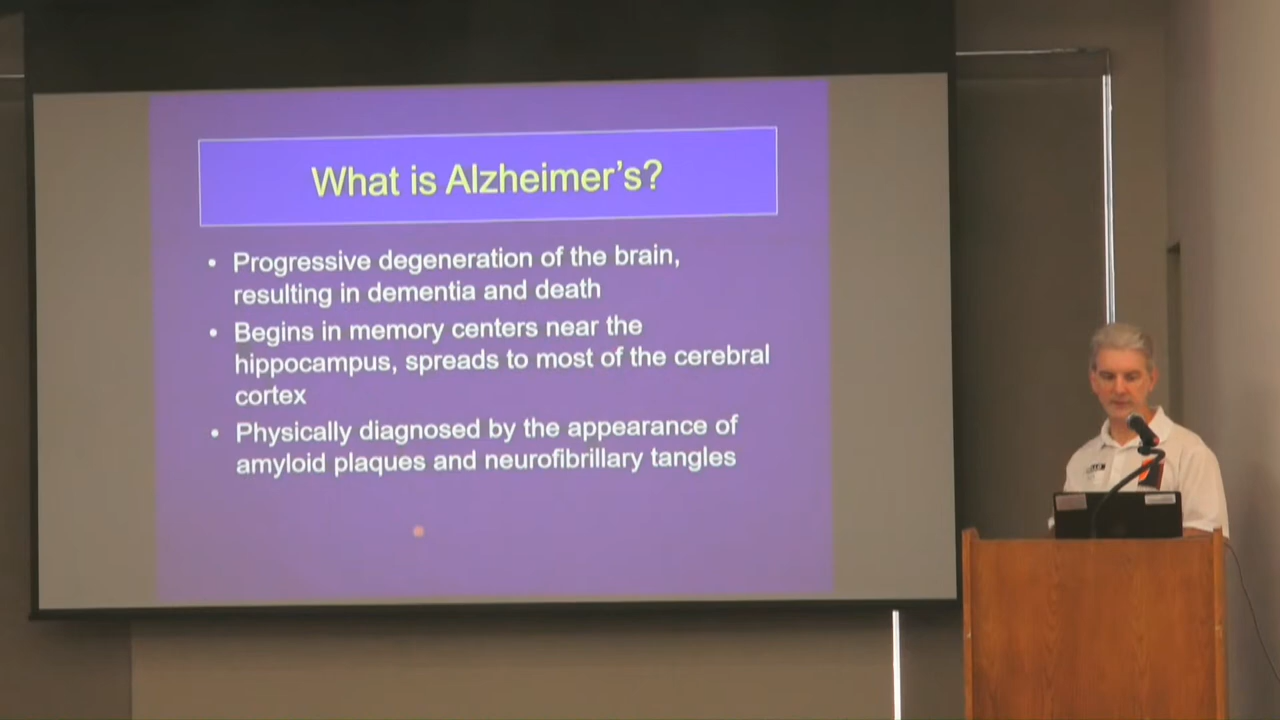 What is Alzheimer's?
• Progressive degeneration of the brain,
resulting in dementia and death
• Begins in memory centers near the
hippocampus, spreads to most of the cerebral
cortex
• Physically diagnosed by the appearance of
amyloid plaques and neurofibrillary tangles